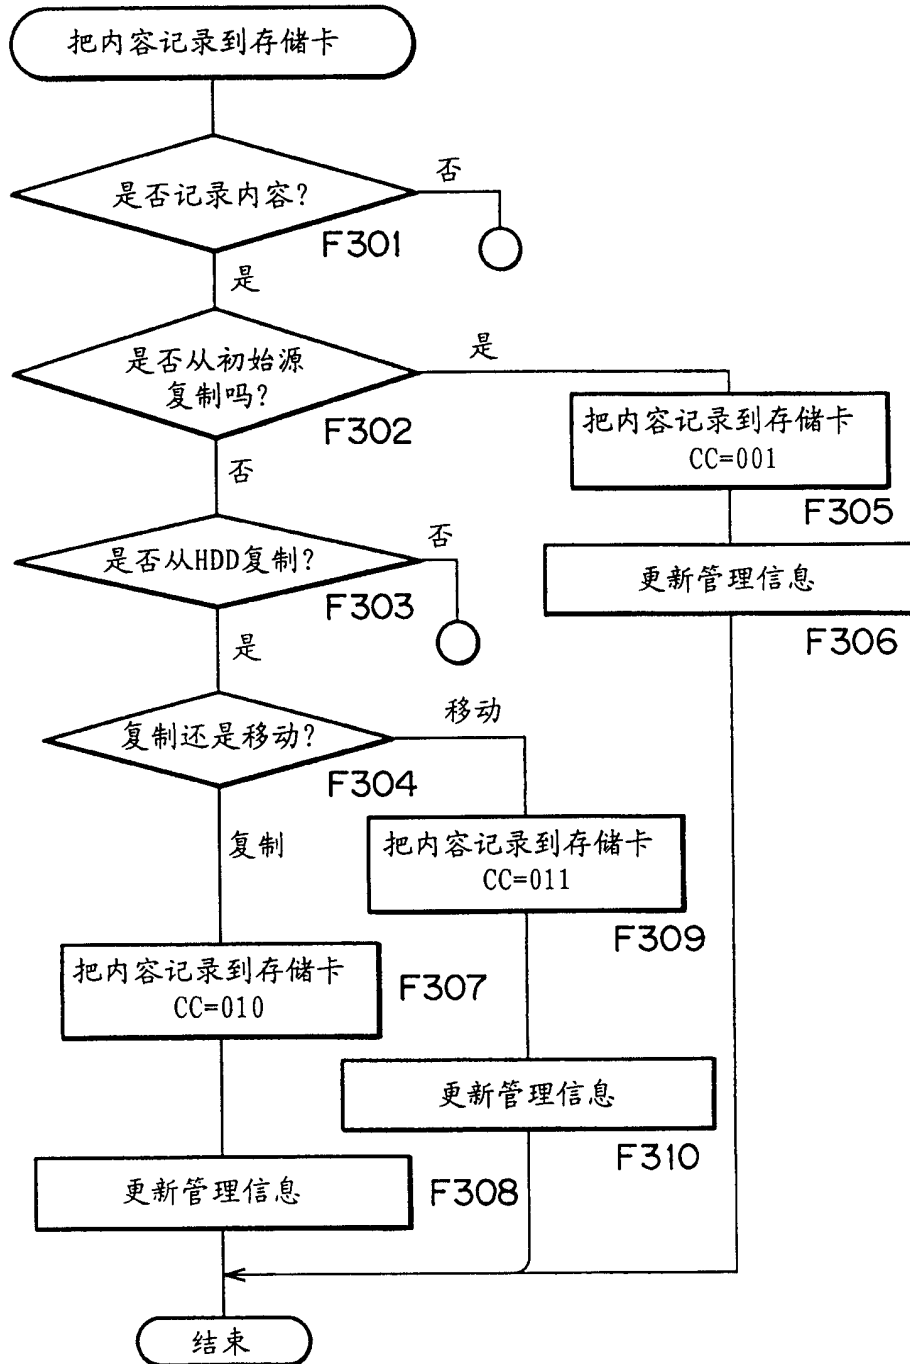 把内容记录到存储卡
是否记录内容?
否
F301
是
是否从初始源
复制吗?
是
F302
把内容记录到存储卡
CC=001
F305
否
是否从HDD复制?
否
F303
更新管理信息
F306
是
复制还是移动?
移动
F304
复制
把内容记录到存储卡
CC=011
F309
把内容记录到存储卡
CC=010
F307
更新管理信息
F310
更新管理信息
F308
结束